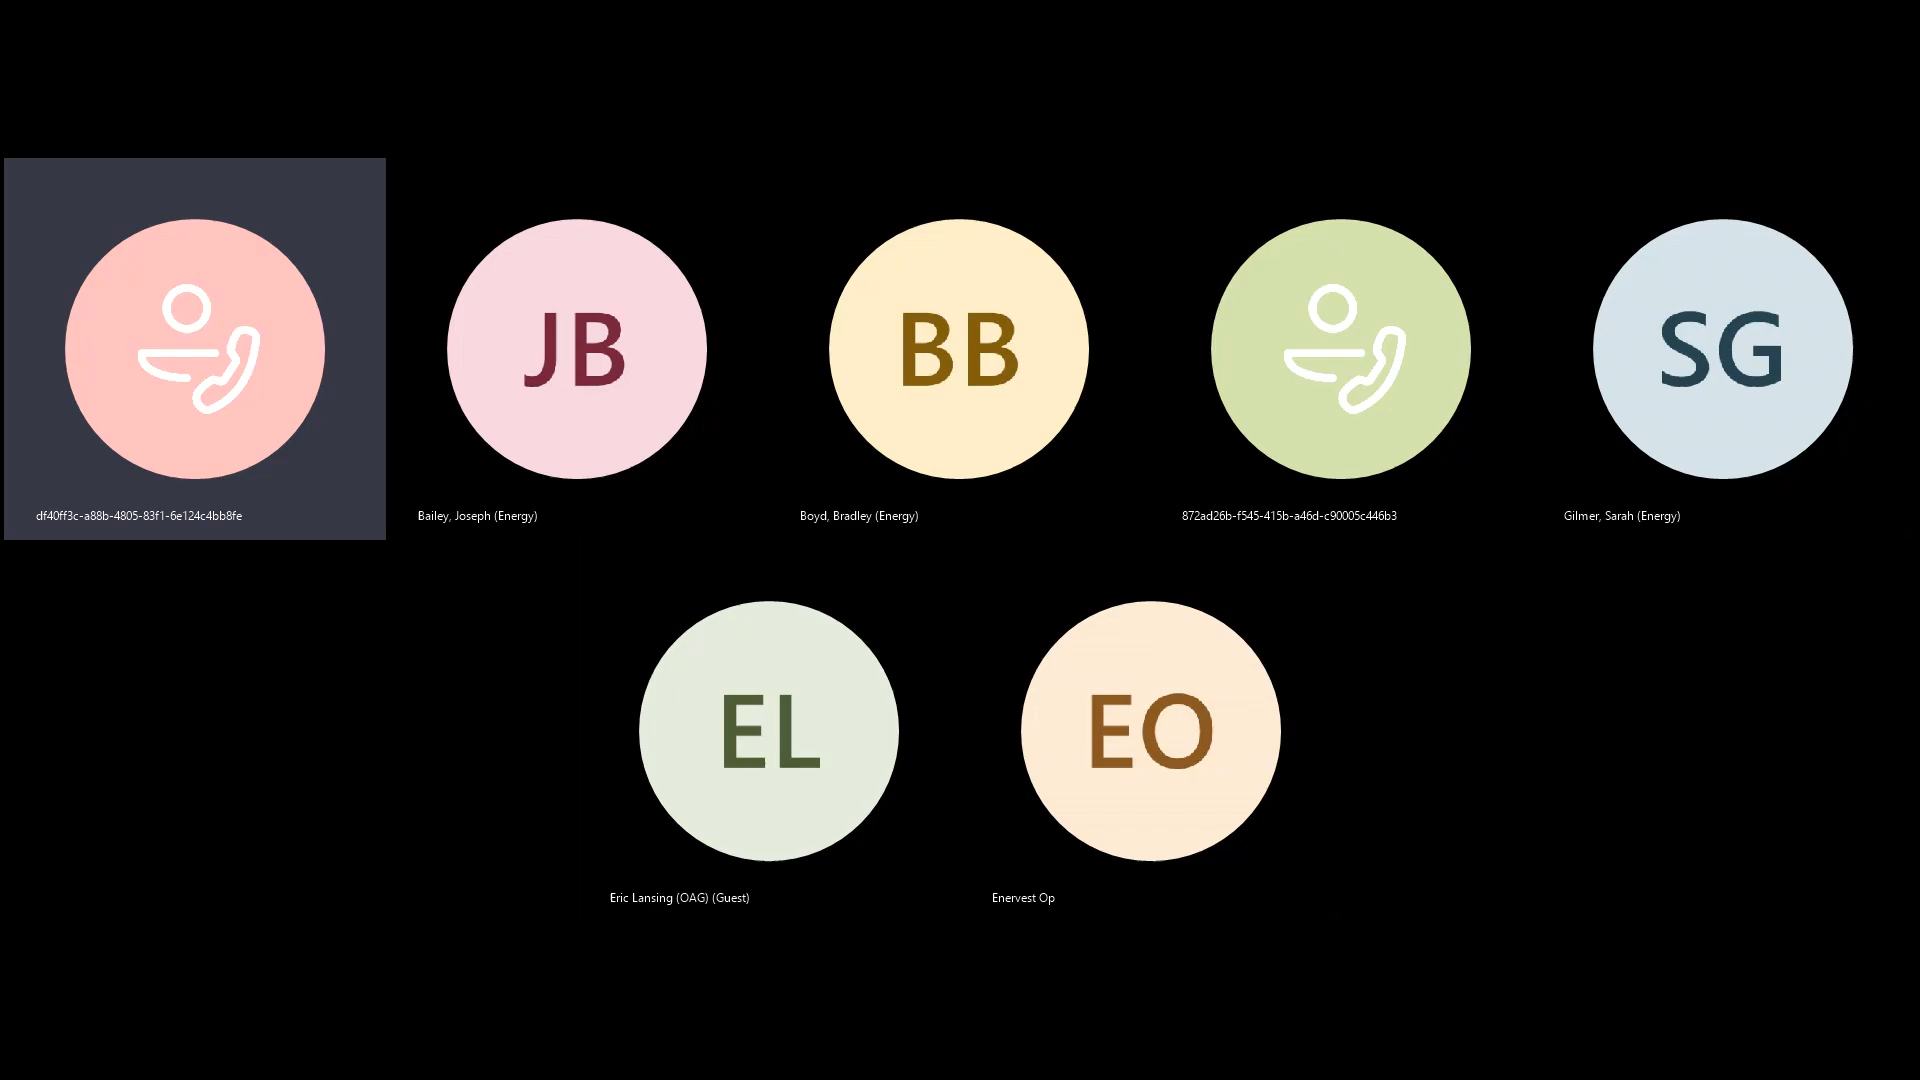 JB
BB
SG
df40ff3c-a88b-4805-83f1-6e124c4bb8fe
Bailey, Joseph (Energy)
Boyd, Bradley (Energy)
872ad26b-f545-415b-a46d-c90005c446b3
Gilmer, Sarah (Energy)
EL
EO
Eric Lansing (OAG) (Guest)
Enervest Op